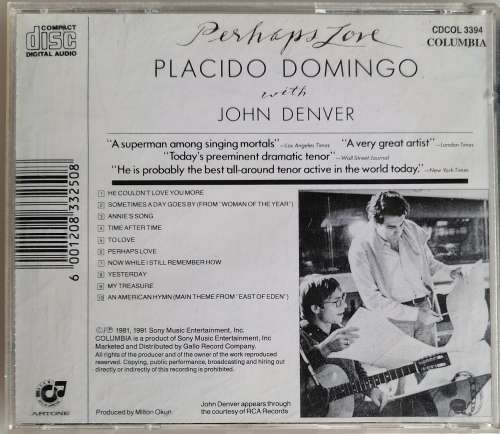 COMPACT
disc
DIGITAL AUDIO
Perhaps Love
CDCOL 3394
COLUMBIA
PLACIDO DOMINGO
with
JOHN DENVER
"A superman among singing mortals"—Los Angeles Times "A very great artist"—London Times
"Today's preeminent dramatic tenor"—Wall Street Journal
"He is probably the best all-around tenor active in the world today."—New York Times
1 HE COULDN'T LOVE YOU MORE
2 SOMETIMES A DAY GOES BY (FROM "WOMAN OF THE YEAR")
3 ANNIE'S SONG
4 TIME AFTER TIME
5 TO LOVE
6 PERHAPS LOVE
7 NOW WHILE I STILL REMEMBER HOW
8 YESTERDAY
9 MY TREASURE
10 AN AMERICAN HYMN (MAIN THEME FROM "EAST OF EDEN")
6 001208 332508
©℗ 1981, 1991 Sony Music Entertainment, Inc.
COLUMBIA is a product of Sony Music Entertainment, Inc
Marketed and Distributed by Gallo Record Company.
All rights of the producer and of the owner of the work reproduced
reserved. Copying, public performance, broadcasting and hiring out
directly or indirectly of this recording is prohibited.
ARTONE
Produced by Milton Okun
John Denver appears through
the courtesy of RCA Records